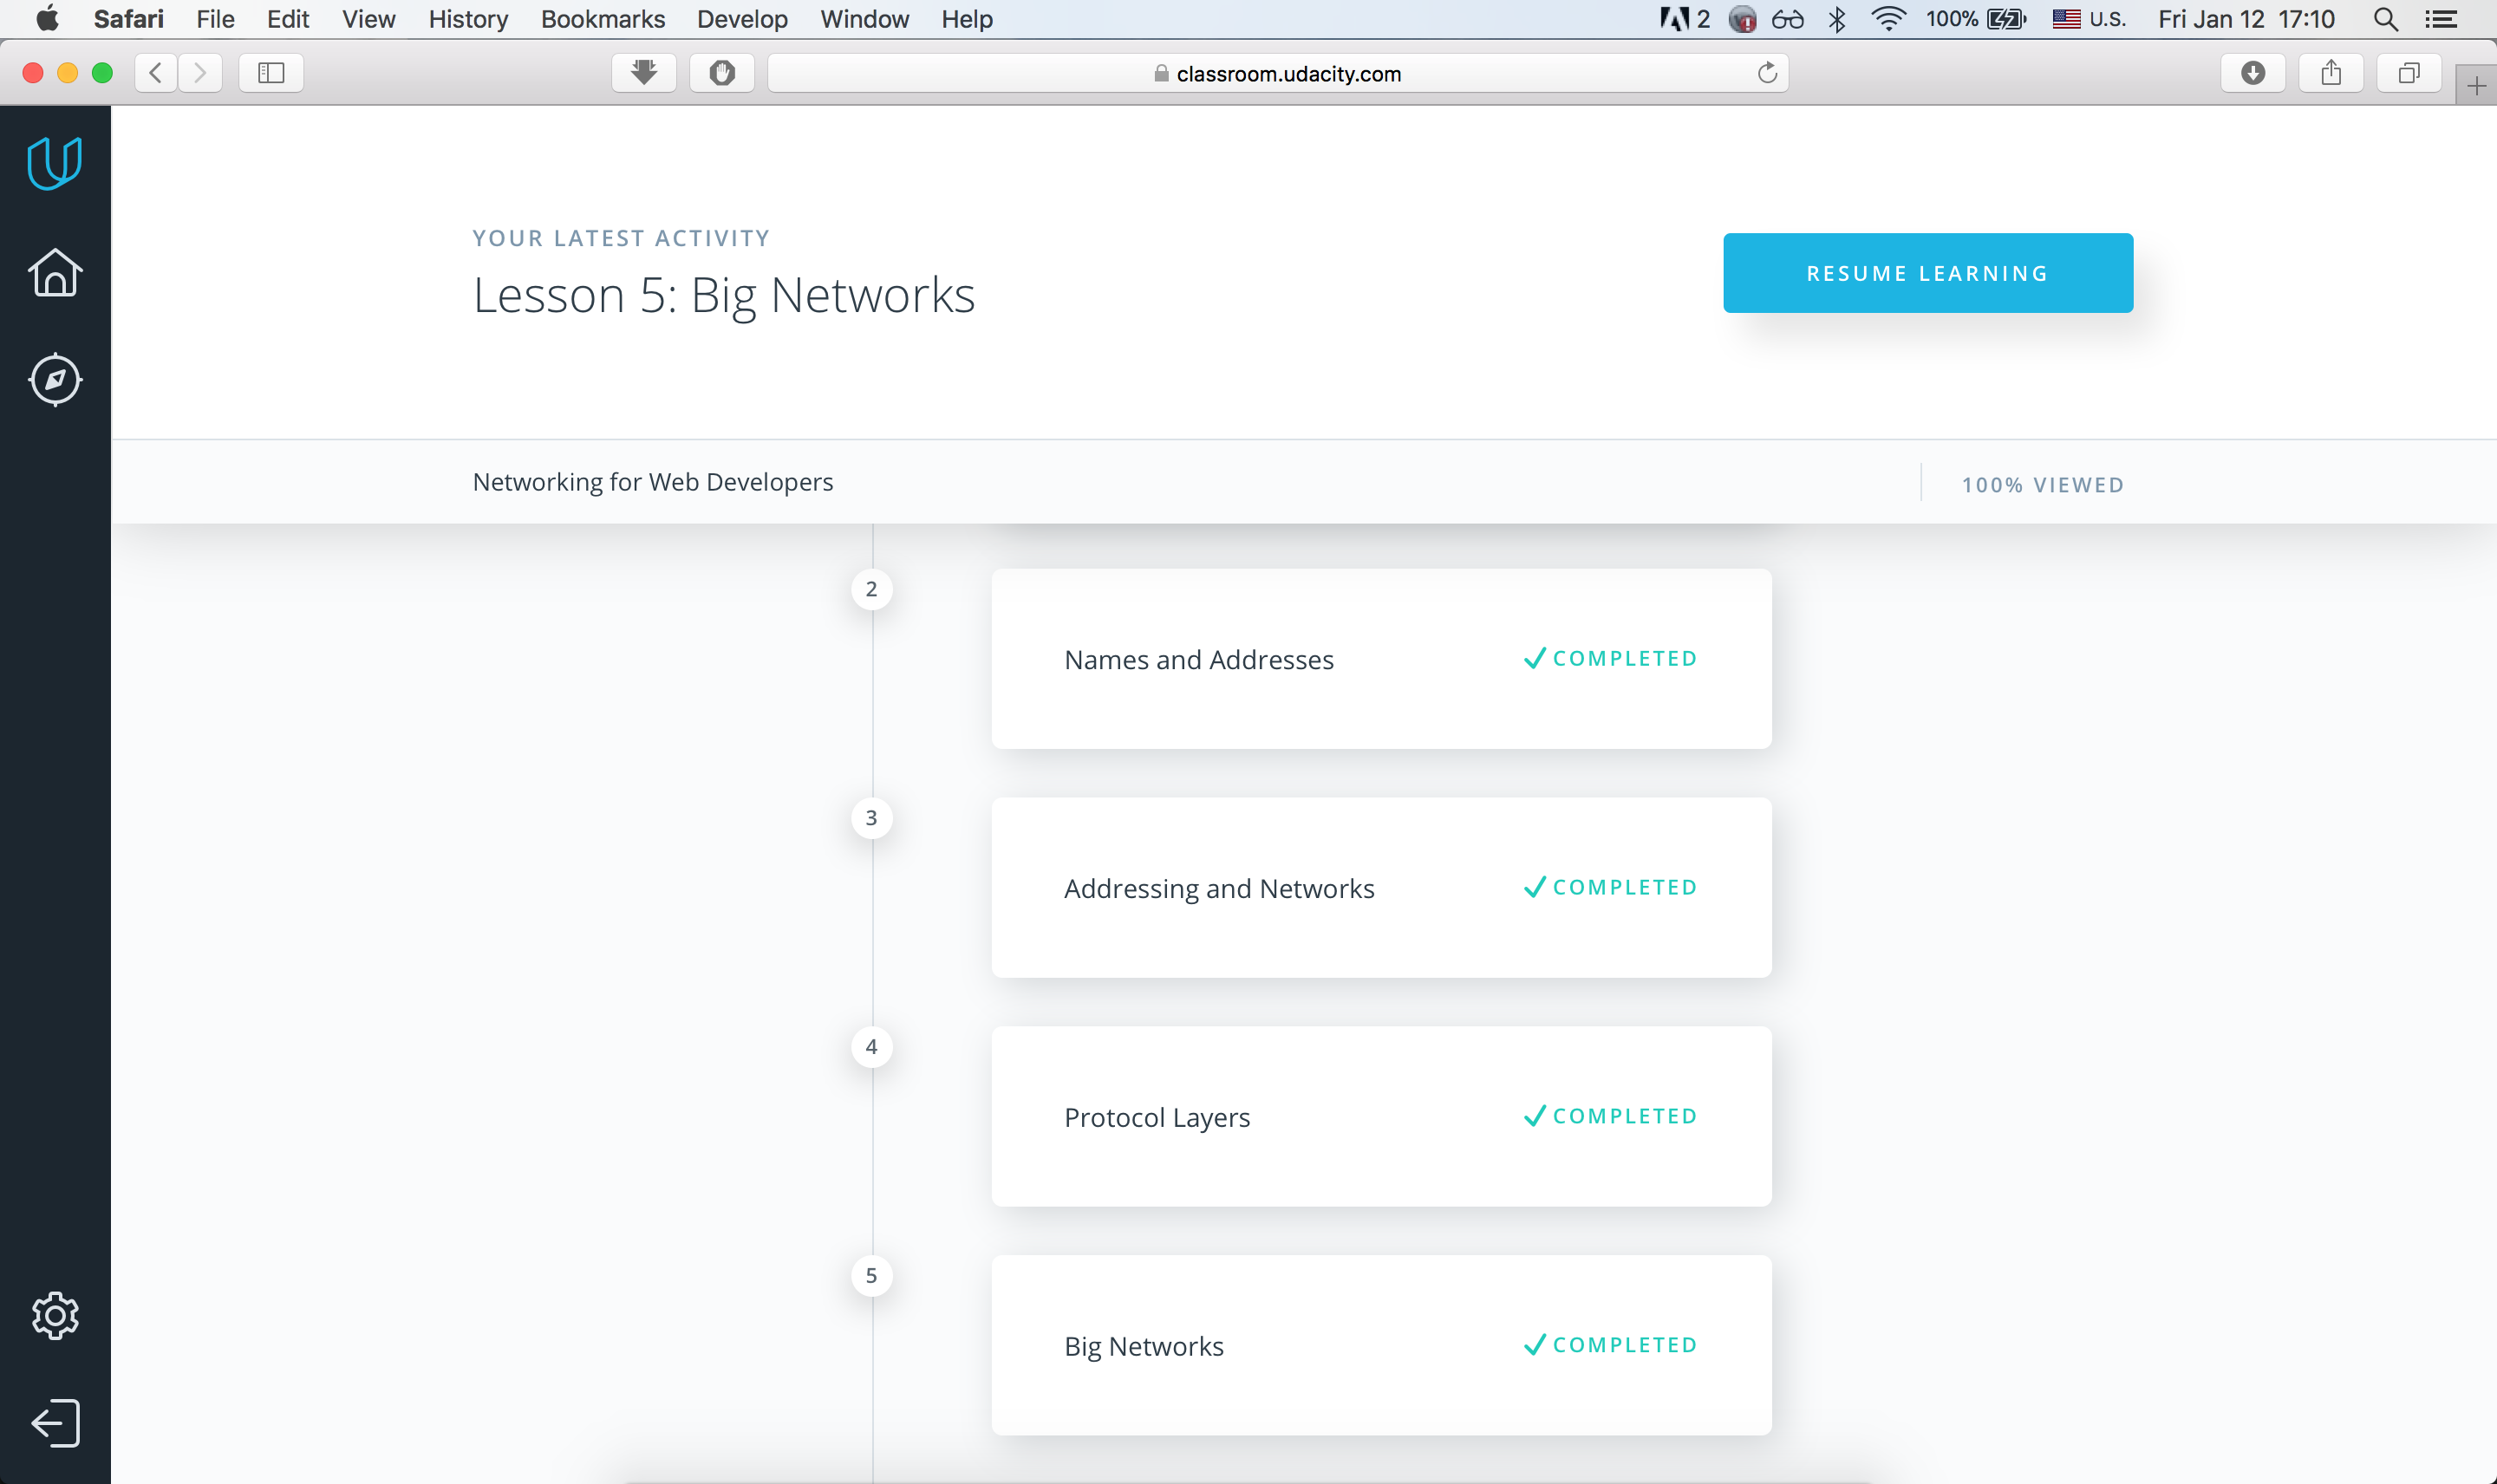 Safari File Edit View History Bookmarks Develop Window Help 2 100% U.S. Fri Jan 12 17:10
classroom.udacity.com
YOUR LATEST ACTIVITY
Lesson 5: Big Networks
RESUME LEARNING
Networking for Web Developers
100% VIEWED
2
Names and Addresses
COMPLETED
3
Addressing and Networks
COMPLETED
4
Protocol Layers
COMPLETED
5
Big Networks
COMPLETED